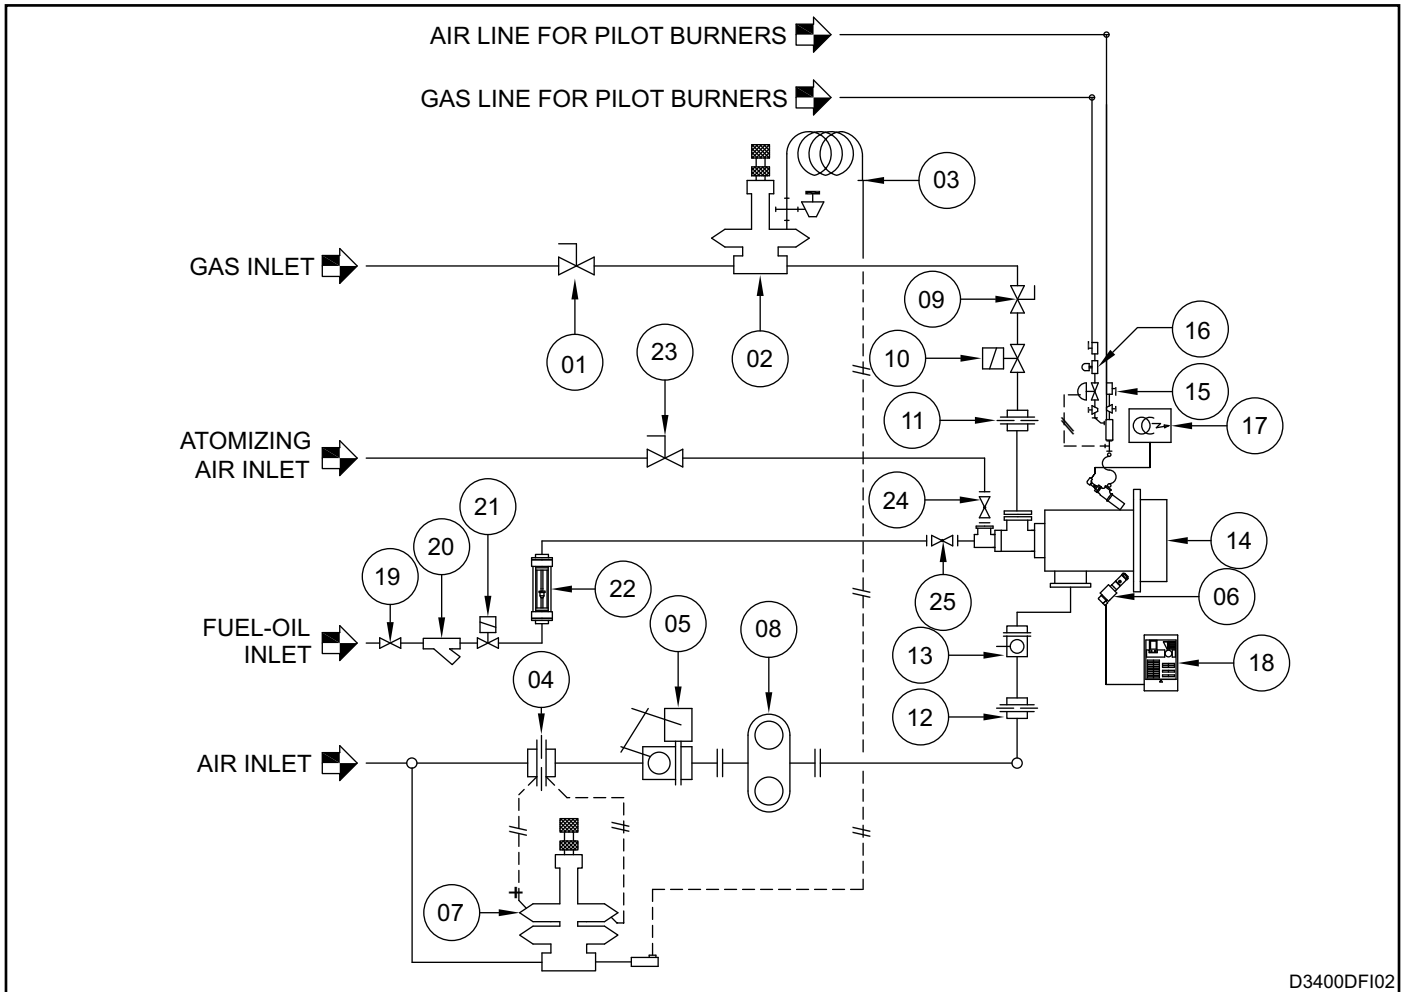 AIR LINE FOR PILOT BURNERS
GAS LINE FOR PILOT BURNERS
03
GAS INLET
09
16
01
23
02
10
15
11
17
ATOMIZING
AIR INLET
21
24
20
14
19
22
25
06
05
08
FUEL-OIL
INLET
13
18
04
12
AIR INLET
07
D3400DFI02